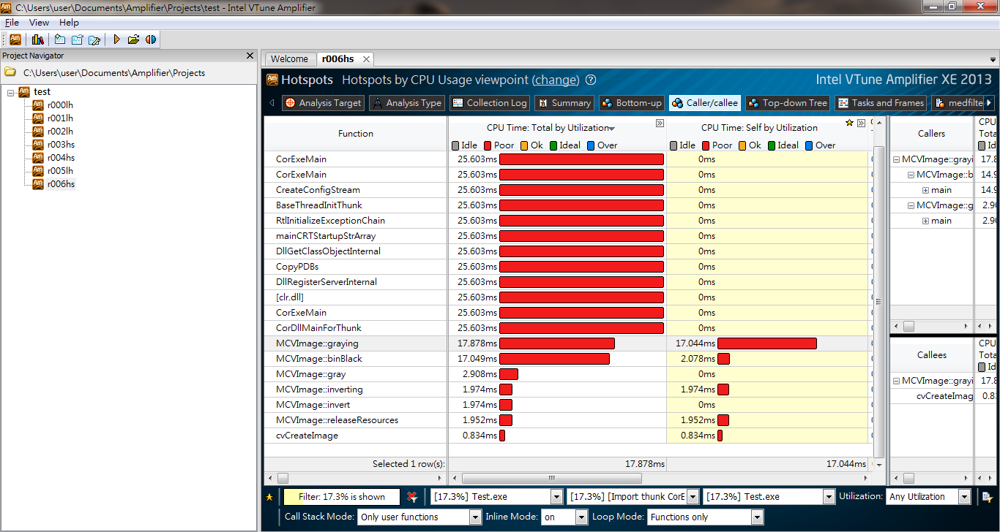 C:\Users\user\Documents\Amplifier\Projects\test - Intel VTune Amplifier
File View Help
Project Navigator
C:\Users\user\Documents\Amplifier\Projects
test
r000lh
r001lh
r002lh
r003hs
r004hs
r005lh
r006hs
Welcome r006hs
Hotspots Hotspots by CPU Usage viewpoint (change) Intel VTune Amplifier XE 2013
Analysis Target Analysis Type Collection Log Summary Bottom-up Caller/callee Top-down Tree Tasks and Frames medfilte
Function CPU Time: Total by Utilization CPU Time: Self by Utilization
Idle Poor Ok Ideal Over Idle Poor Ok Ideal Over
CorExeMain 25.603ms 0ms
CorExeMain 25.603ms 0ms
CreateConfigStream 25.603ms 0ms
BaseThreadInitThunk 25.603ms 0ms
RtlInitializeExceptionChain 25.603ms 0ms
mainCRTStartupStrArray 25.603ms 0ms
DllGetClassObjectInternal 25.603ms 0ms
CopyPDBs 25.603ms 0ms
DllRegisterServerInternal 25.603ms 0ms
[clr.dll] 25.603ms 0ms
CorExeMain 25.603ms 0ms
CorDllMainForThunk 25.603ms 0ms
MCVImage::graying 17.878ms 17.044ms
MCVImage::binBlack 17.049ms 2.078ms
MCVImage::gray 2.908ms 0ms
MCVImage::inverting 1.974ms 1.974ms
MCVImage::invert 1.974ms 0ms
MCVImage::releaseResources 1.952ms 1.952ms
cvCreateImage 0.834ms 0.834ms
Selected 1 row(s): 17.878ms 17.044ms
Callers CPU
Tota
Id
MCVImage::grayi 17.8
MCVImage::b 14.9
main 14.9
MCVImage::g 2.90
main 2.90
Callees CPU
Tota
Id
MCVImage::grayi 17.8
cvCreateImag 0.83
Filter: 17.3% is shown [17.3%] Test.exe [17.3%] [Import thunk CorE [17.3%] Test.exe Utilization: Any Utilization
Call Stack Mode: Only user functions Inline Mode: on Loop Mode: Functions only